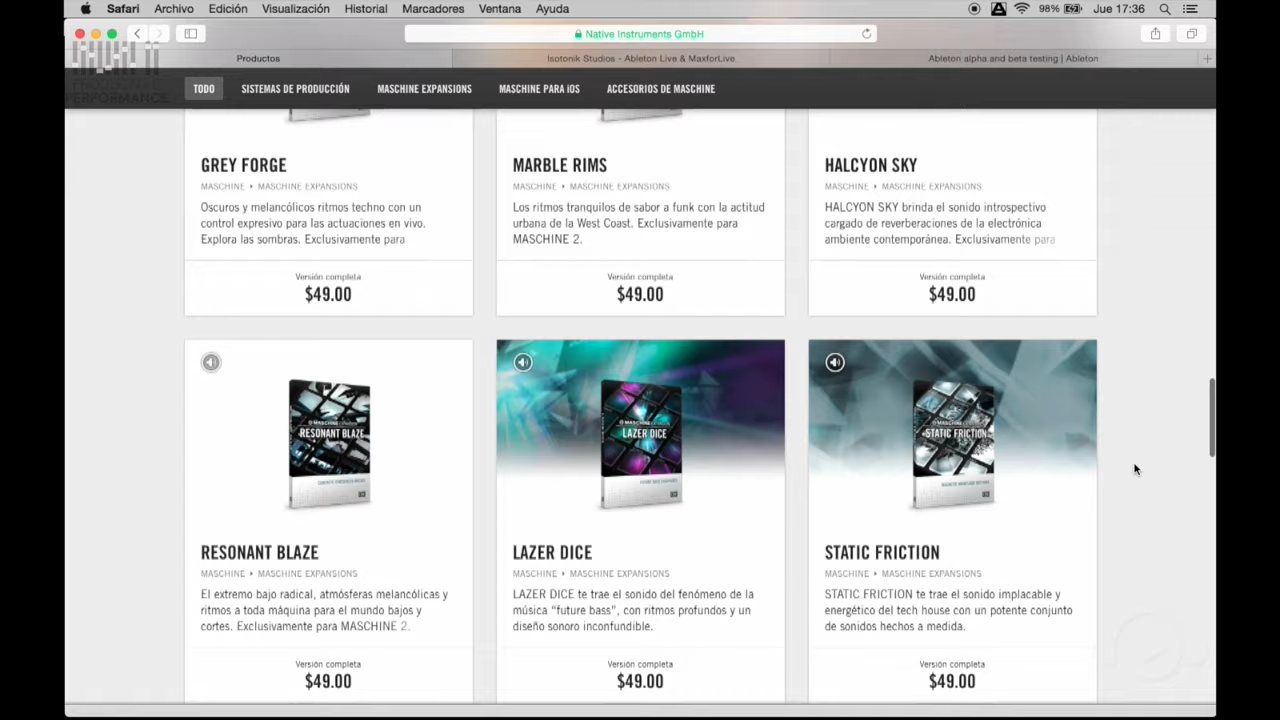 Safari Archivo Edición Visualización Historial Marcadores Ventana Ayuda
98% Jue 17:36
Native Instruments GmbH
Productos
Isotonik Studios - Ableton Live & MaxforLive
Ableton alpha and beta testing | Ableton
PERFORMANCE
TODO SISTEMAS DE PRODUCCIÓN MASCHINE EXPANSIONS MASCHINE PARA iOS ACCESORIOS DE MASCHINE
GREY FORGE
MASCHINE ▸ MASCHINE EXPANSIONS
Oscuros y melancólicos ritmos techno con un
control expresivo para las actuaciones en vivo.
Explora las sombras. Exclusivamente para
Versión completa
$49.00
MARBLE RIMS
MASCHINE ▸ MASCHINE EXPANSIONS
Los ritmos tranquilos de sabor a funk con la actitud
urbana de la West Coast. Exclusivamente para
MASCHINE 2.
Versión completa
$49.00
HALCYON SKY
MASCHINE ▸ MASCHINE EXPANSIONS
HALCYON SKY brinda el sonido introspectivo
cargado de reverberaciones de la electrónica
ambiente contemporánea. Exclusivamente para
Versión completa
$49.00
MASCHINE EXPANSION
RESONANT BLAZE
RESONANT BLAZE
MASCHINE ▸ MASCHINE EXPANSIONS
El extremo bajo radical, atmósferas melancólicas y
ritmos a toda máquina para el mundo bajos y
cortes. Exclusivamente para MASCHINE 2.
Versión completa
$49.00
MASCHINE EXPANSION
LAZER DICE
LAZER DICE
MASCHINE ▸ MASCHINE EXPANSIONS
LAZER DICE te trae el sonido del fenómeno de la
música “future bass”, con ritmos profundos y un
diseño sonoro inconfundible.
Versión completa
$49.00
MASCHINE EXPANSION
STATIC FRICTION
STATIC FRICTION
MASCHINE ▸ MASCHINE EXPANSIONS
STATIC FRICTION te trae el sonido implacable y
energético del tech house con un potente conjunto
de sonidos hechos a medida.
Versión completa
$49.00